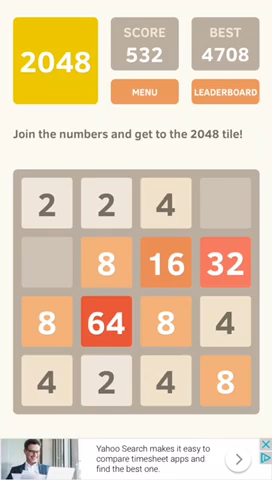 2048
SCORE
532
BEST
4708
MENU
LEADERBOARD
Join the numbers and get to the 2048 tile!
2 2 4
8 16 32
8 64 8 4
4 2 4 8
Yahoo Search makes it easy to
compare timesheet apps and
find the best one.